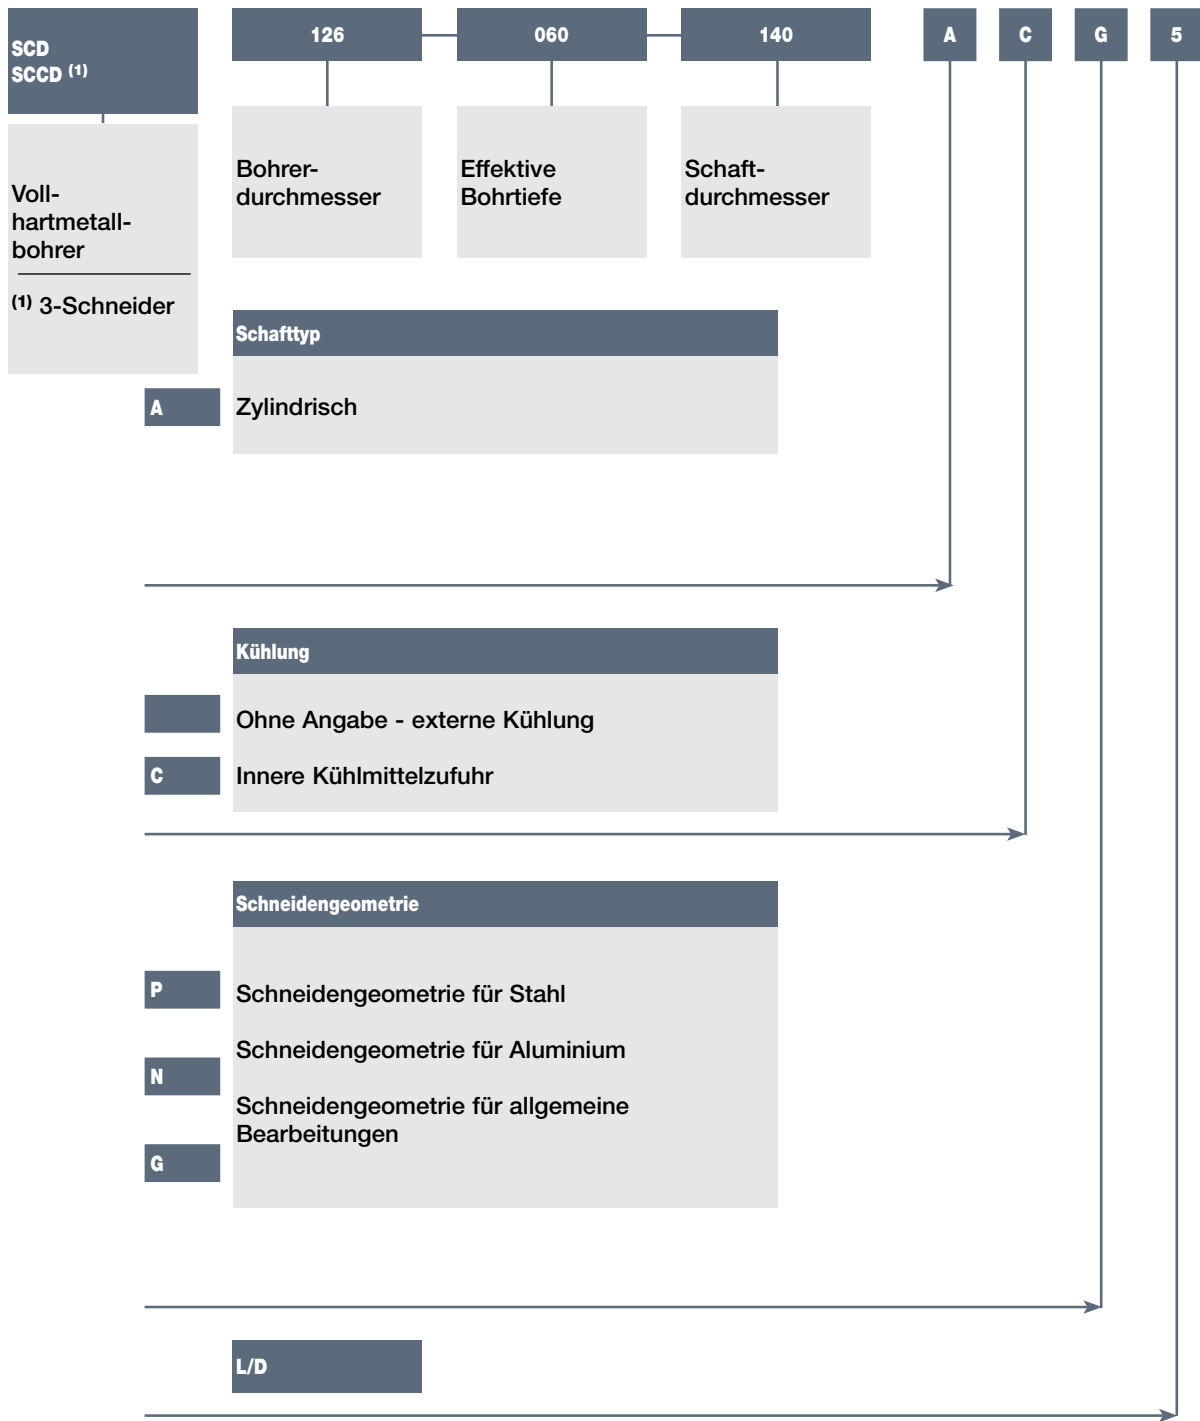 SCD
SCCD (1)
126
060
140
A
C
G
5
Voll-
hartmetall-
bohrer
(1) 3-Schneider
Bohrer-
durchmesser
Effektive
Bohrtiefe
Schaft-
durchmesser
Schafttyp
A
Zylindrisch
Kühlung
Ohne Angabe - externe Kühlung
C
Innere Kühlmittelzufuhr
Schneidengeometrie
P
Schneidengeometrie für Stahl
N
Schneidengeometrie für Aluminium
G
Schneidengeometrie für allgemeine
Bearbeitungen
L/D